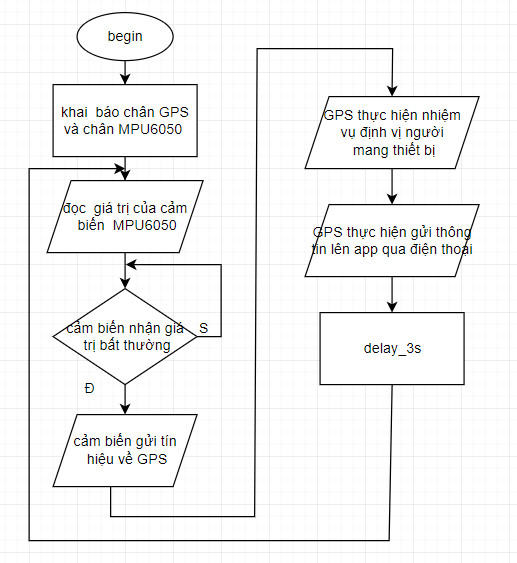 begin
khai báo chân GPS
và chân MPU6050
đọc giá trị của cảm
biến MPU6050
cảm biến nhận giá
trị bất thường
S
Đ
cảm biến gửi tín
hiệu về GPS
GPS thực hiện nhiệm
vụ định vị người
mang thiết bị
GPS thực hiện gửi thông
tin lên app qua điện thoải
delay_3s